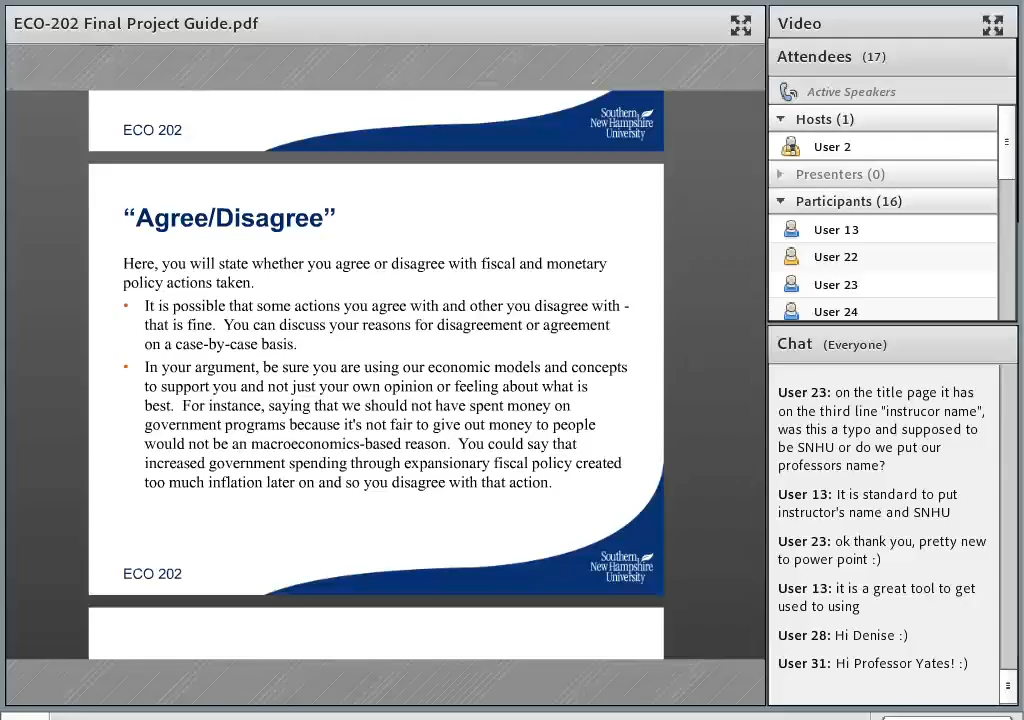 ECO-202 Final Project Guide.pdf
ECO 202
Southern
New Hampshire
University
“Agree/Disagree”
Here, you will state whether you agree or disagree with fiscal and monetary
policy actions taken.
• It is possible that some actions you agree with and other you disagree with -
that is fine. You can discuss your reasons for disagreement or agreement
on a case-by-case basis.
• In your argument, be sure you are using our economic models and concepts
to support you and not just your own opinion or feeling about what is
best. For instance, saying that we should not have spent money on
government programs because it's not fair to give out money to people
would not be an macroeconomics-based reason. You could say that
increased government spending through expansionary fiscal policy created
too much inflation later on and so you disagree with that action.
ECO 202
Southern
New Hampshire
University
Video
Attendees (17)
Active Speakers
Hosts (1)
User 2
Presenters (0)
Participants (16)
User 13
User 22
User 23
User 24
Chat (Everyone)
User 23: on the title page it has
on the third line "instrucor name",
was this a typo and supposed to
be SNHU or do we put our
professors name?
User 13: It is standard to put
instructor's name and SNHU
User 23: ok thank you, pretty new
to power point :)
User 13: it is a great tool to get
used to using
User 28: Hi Denise :)
User 31: Hi Professor Yates! :)